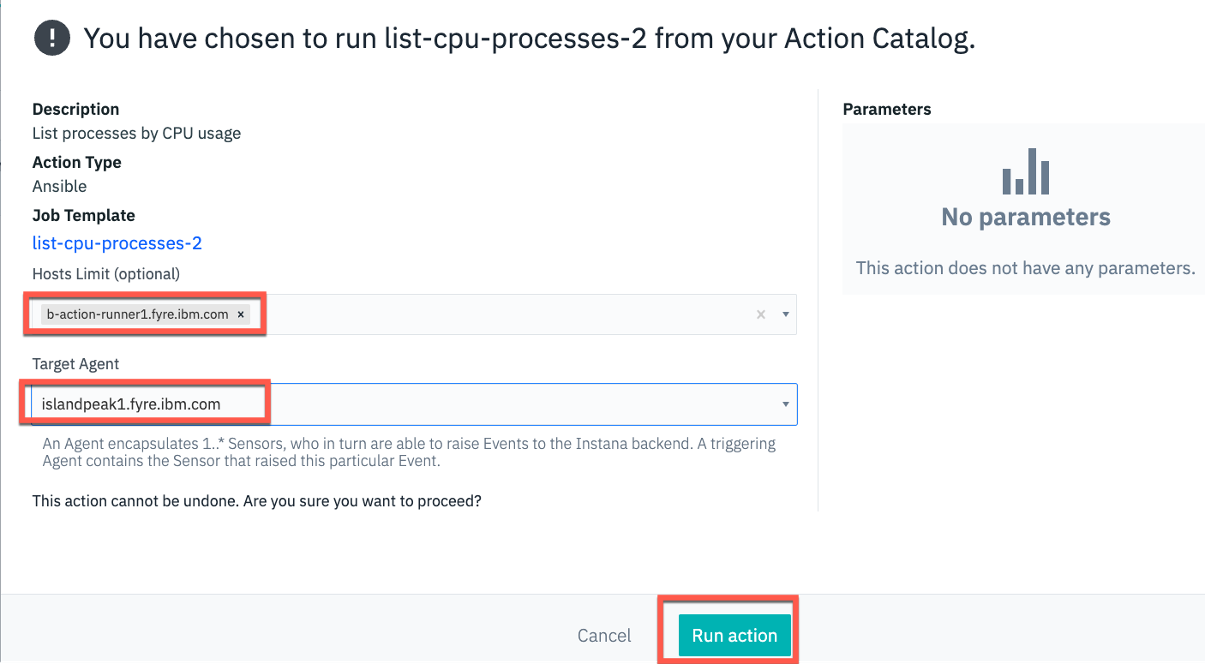 ! You have chosen to run list-cpu-processes-2 from your Action Catalog.
Description
List processes by CPU usage
Action Type
Ansible
Job Template
list-cpu-processes-2
Hosts Limit (optional)
b-action-runner1.fyre.ibm.com ×
×
Target Agent
islandpeak1.fyre.ibm.com
An Agent encapsulates 1..* Sensors, who in turn are able to raise Events to the Instana backend. A triggering
Agent contains the Sensor that raised this particular Event.
This action cannot be undone. Are you sure you want to proceed?
Parameters
No parameters
This action does not have any parameters.
Cancel
Run action